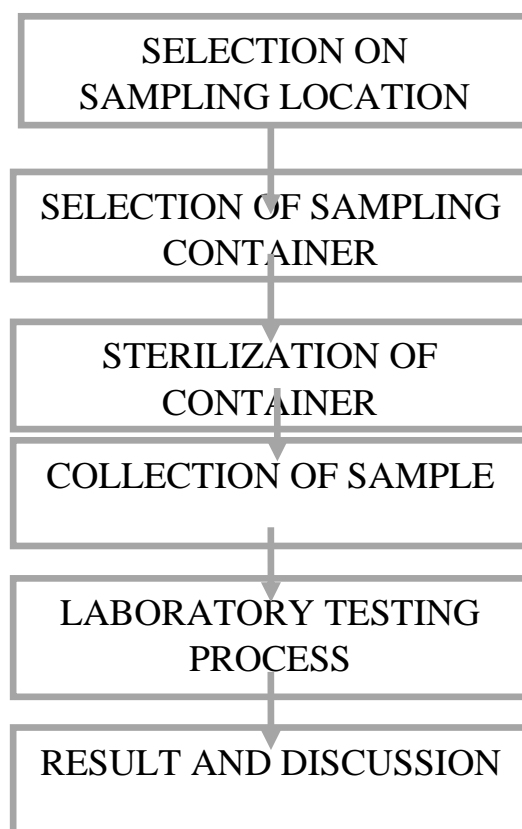 SELECTION ON
SAMPLING LOCATION
SELECTION OF SAMPLING
CONTAINER
STERILIZATION OF
CONTAINER
COLLECTION OF SAMPLE
LABORATORY TESTING
PROCESS
RESULT AND DISCUSSION